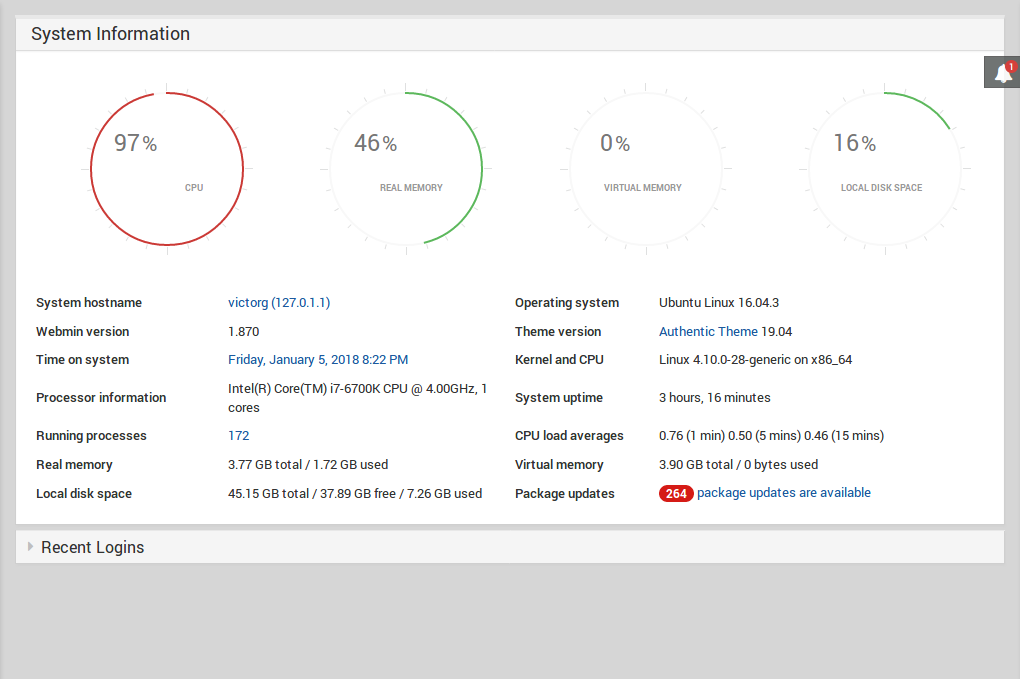 System Information
1
97%
CPU
46%
REAL MEMORY
0%
VIRTUAL MEMORY
16%
LOCAL DISK SPACE
System hostname victorg (127.0.1.1) Operating system Ubuntu Linux 16.04.3
Webmin version 1.870 Theme version Authentic Theme 19.04
Time on system Friday, January 5, 2018 8:22 PM Kernel and CPU Linux 4.10.0-28-generic on x86_64
Processor information Intel(R) Core(TM) i7-6700K CPU @ 4.00GHz, 1
cores System uptime 3 hours, 16 minutes
Running processes 172 CPU load averages 0.76 (1 min) 0.50 (5 mins) 0.46 (15 mins)
Real memory 3.77 GB total / 1.72 GB used Virtual memory 3.90 GB total / 0 bytes used
Local disk space 45.15 GB total / 37.89 GB free / 7.26 GB used Package updates 264 package updates are available
Recent Logins